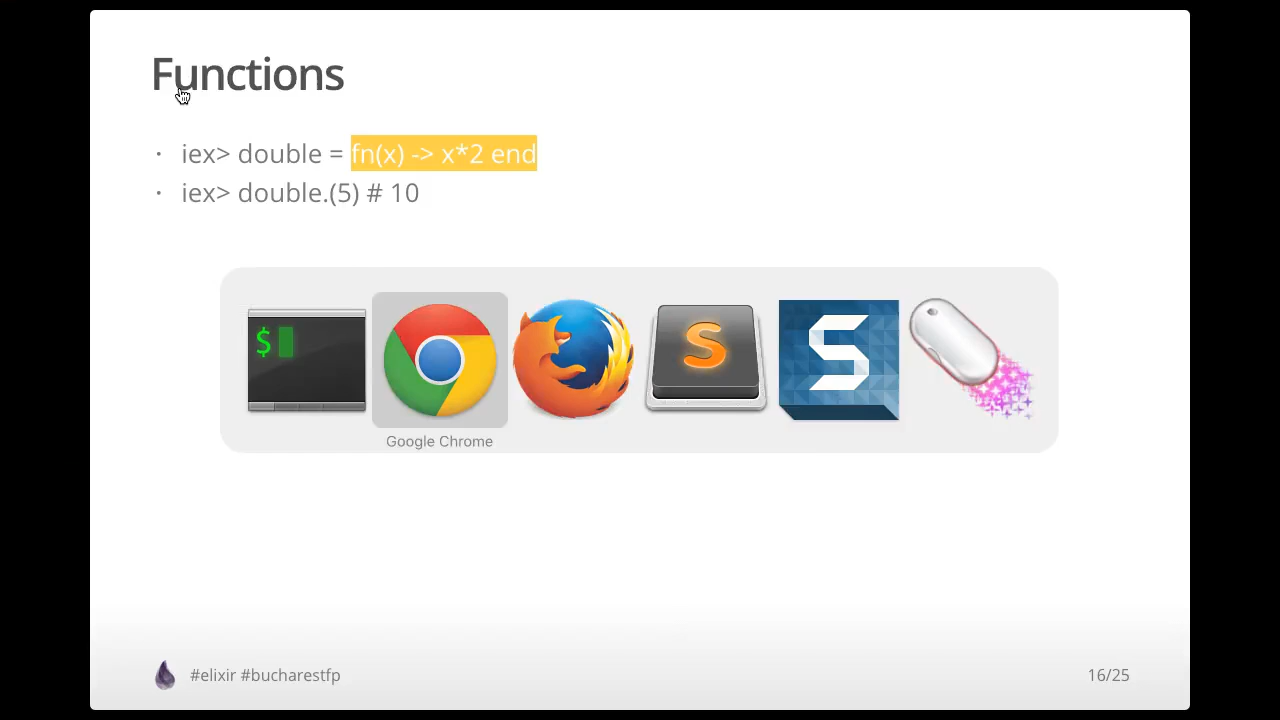 Functions
· iex> double = fn(x) -> x*2 end
· iex> double.(5) # 10
$
S
S
Google Chrome
#elixir #bucharestfp
16/25